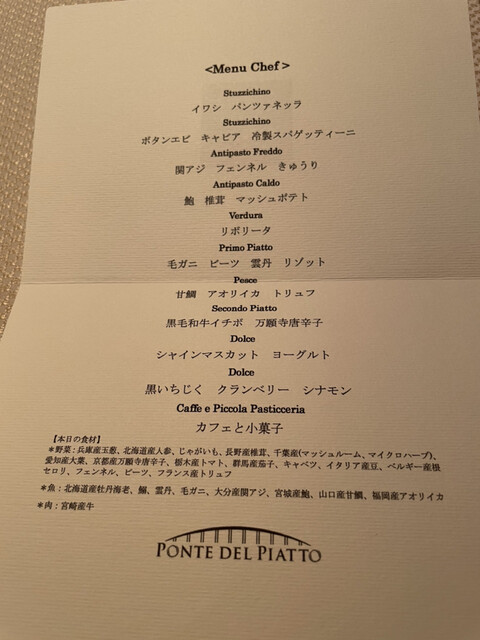 <Menu Chef>
Stuzzichino
イワシ　パンツァネッラ
Stuzzichino
ボタンエビ　キャビア　冷製スパゲッティーニ
Antipasto Freddo
関アジ　フェンネル　きゅうり
Antipasto Caldo
鮑　椎茸　マッシュポテト
Verdura
リボリータ
Primo Piatto
毛ガニ　ビーツ　雲丹　リゾット
Pesce
甘鯛　アオリイカ　トリュフ
Secondo Piatto
黒毛和牛イチボ　万願寺唐辛子
Dolce
シャインマスカット　ヨーグルト
Dolce
黒いちじく　クランベリー　シナモン
Caffe e Piccola Pasticceria
カフェと小菓子
【本日の食材】
＊野菜：兵庫産玉葱、北海道産人参、じゃがいも、長野産椎茸、千葉産(マッシュルーム、マイクロハーブ)、
愛知産大葉、京都産万願寺唐辛子、栃木産トマト、群馬産茄子、キャベツ、イタリア産豆、ベルギー産根
セロリ、フェンネル、ビーツ、フランス産トリュフ
＊魚：北海道産牡丹海老、鰯、雲丹、毛ガニ、大分産関アジ、宮城産鮑、山口産甘鯛、福岡産アオリイカ
＊肉：宮崎産牛
PONTE DEL PIATTO